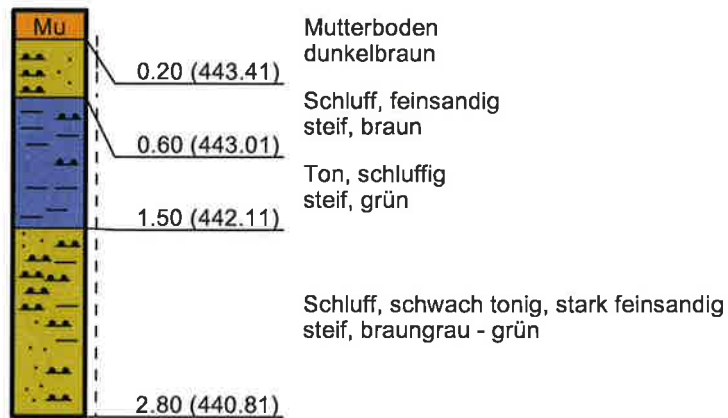 Mu
Mutterboden
dunkelbraun
0.20 (443.41)
Schluff, feinsandig
steif, braun
0.60 (443.01)
Ton, schluffig
steif, grün
1.50 (442.11)
Schluff, schwach tonig, stark feinsandig
steif, braungrau - grün
2.80 (440.81)